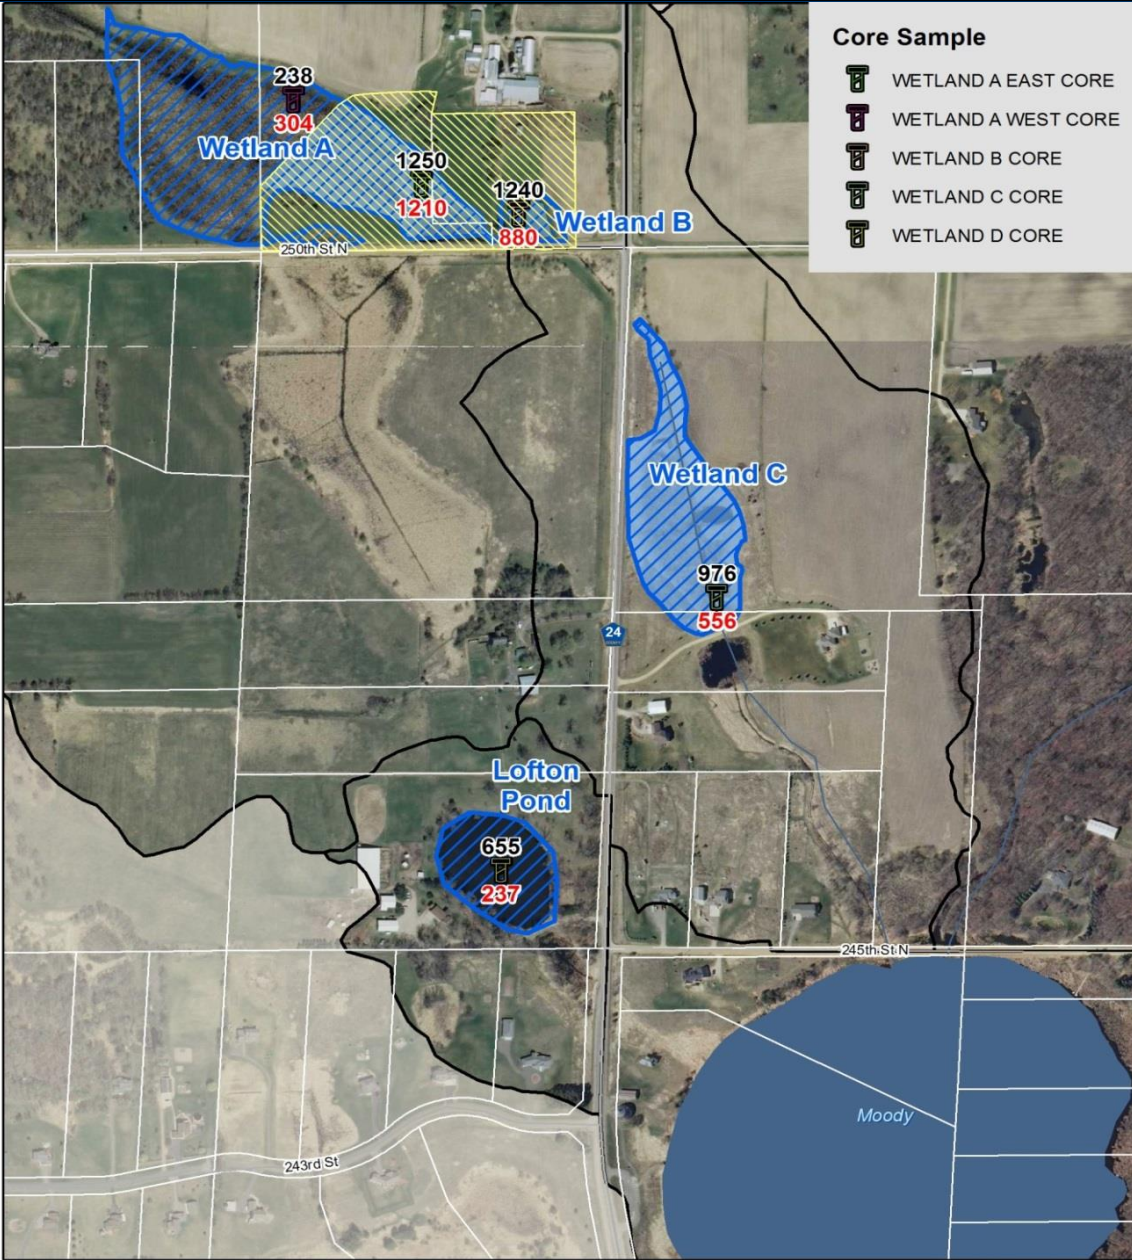 Core Sample
WETLAND A EAST CORE
WETLAND A WEST CORE
WETLAND B CORE
WETLAND C CORE
WETLAND D CORE
238
304
Wetland A
1250
1210
1240
880
Wetland B
250th St N
Wetland C
976
556
24
Lofton
Pond
655
237
245th St N
Moody
243rd St